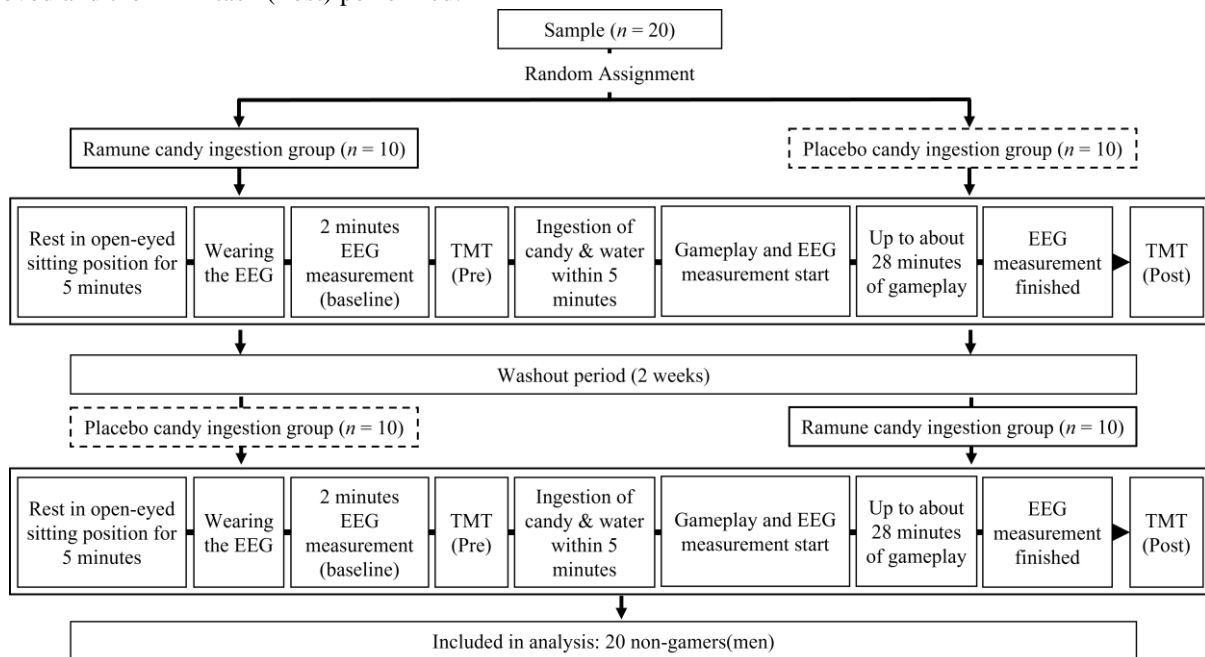 Sample (n = 20)
Random Assignment
Ramune candy ingestion group (n = 10)
Placebo candy ingestion group (n = 10)
Rest in open-eyed
sitting position for
5 minutes
Wearing
the EEG
2 minutes
EEG
measurement
(baseline)
TMT
(Pre)
Ingestion of
candy & water
within 5
minutes
Gameplay and EEG
measurement start
Up to about
28 minutes
of gameplay
EEG
measurement
finished
TMT
(Post)
Washout period (2 weeks)
Placebo candy ingestion group (n = 10)
Ramune candy ingestion group (n = 10)
Rest in open-eyed
sitting position for
5 minutes
Wearing
the EEG
2 minutes
EEG
measurement
(baseline)
TMT
(Pre)
Ingestion of
candy & water
within 5
minutes
Gameplay and EEG
measurement start
Up to about
28 minutes
of gameplay
EEG
measurement
finished
TMT
(Post)
Included in analysis: 20 non-gamers(men)